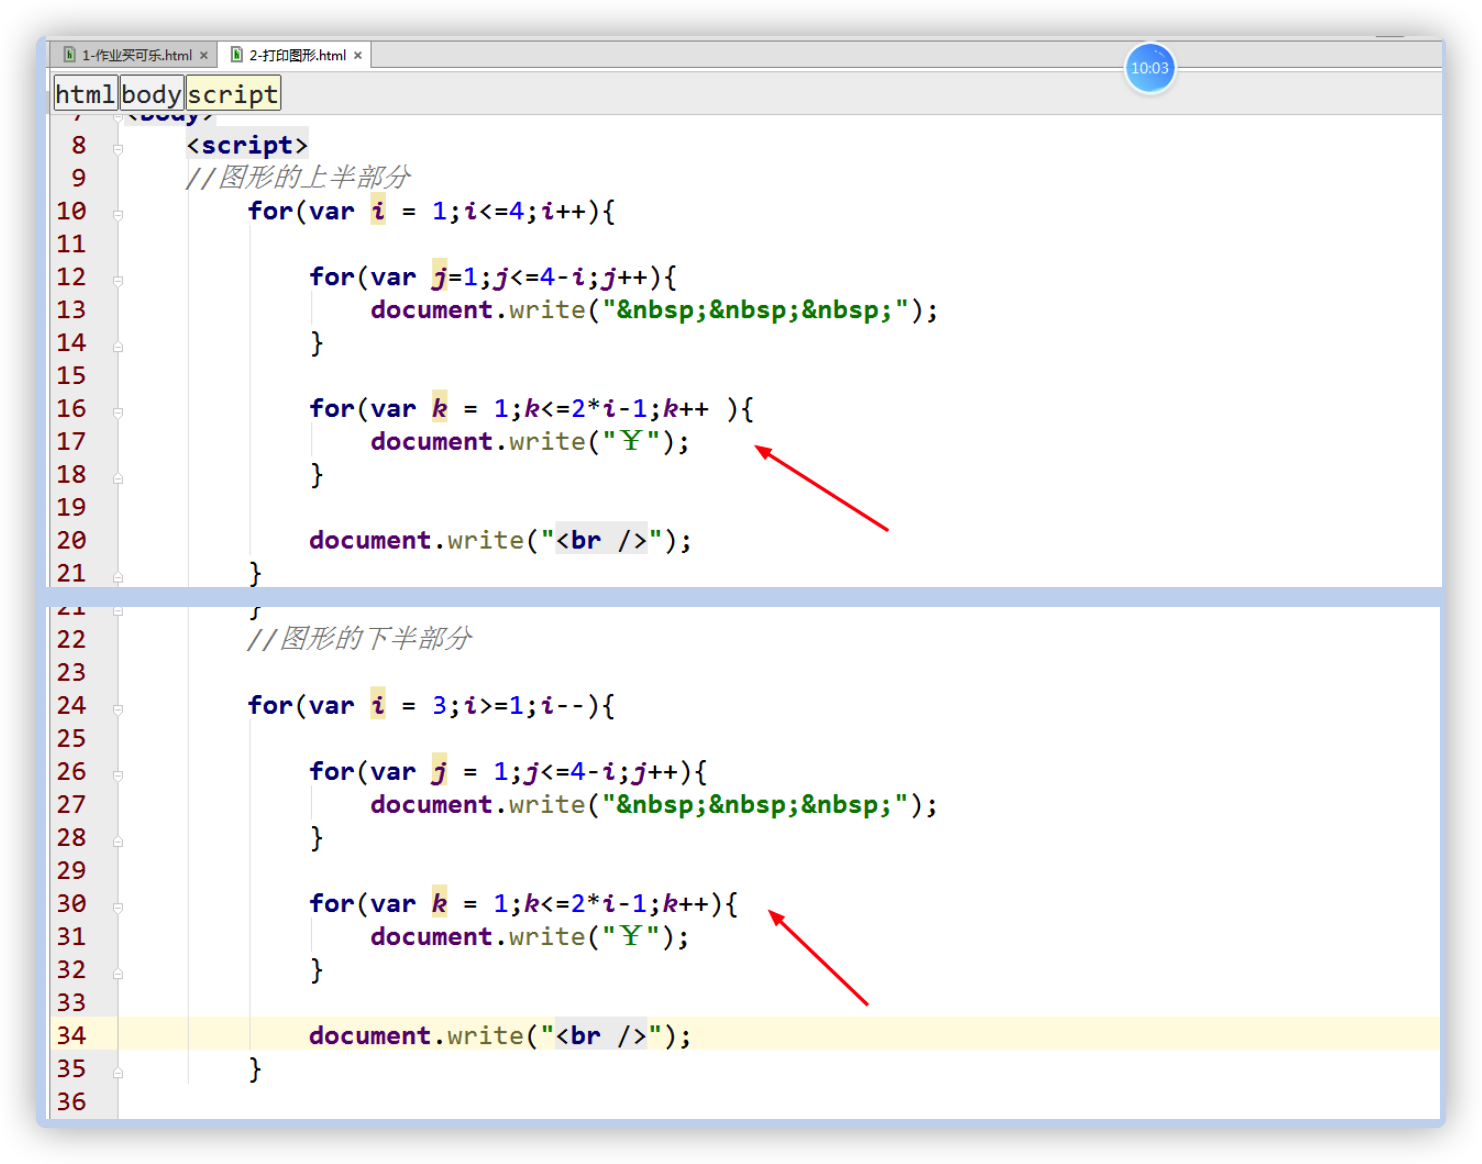 1-作业买可乐.html × 2-打印图形.html ×
10:03
html body script
7 <body>
8 <script>
9 //图形的上半部分
10 for(var i = 1;i<=4;i++){
11
12 for(var j=1;j<=4-i;j++){
13 document.write("&nbsp;&nbsp;&nbsp;");
14 }
15
16 for(var k = 1;k<=2*i-1;k++ ){
17 document.write("￥");
18 }
19
20 document.write("<br />");
21 }
21 }
22 //图形的下半部分
23
24 for(var i = 3;i>=1;i--){
25
26 for(var j = 1;j<=4-i;j++){
27 document.write("&nbsp;&nbsp;&nbsp;");
28 }
29
30 for(var k = 1;k<=2*i-1;k++){
31 document.write("￥");
32 }
33
34 document.write("<br />");
35 }
36